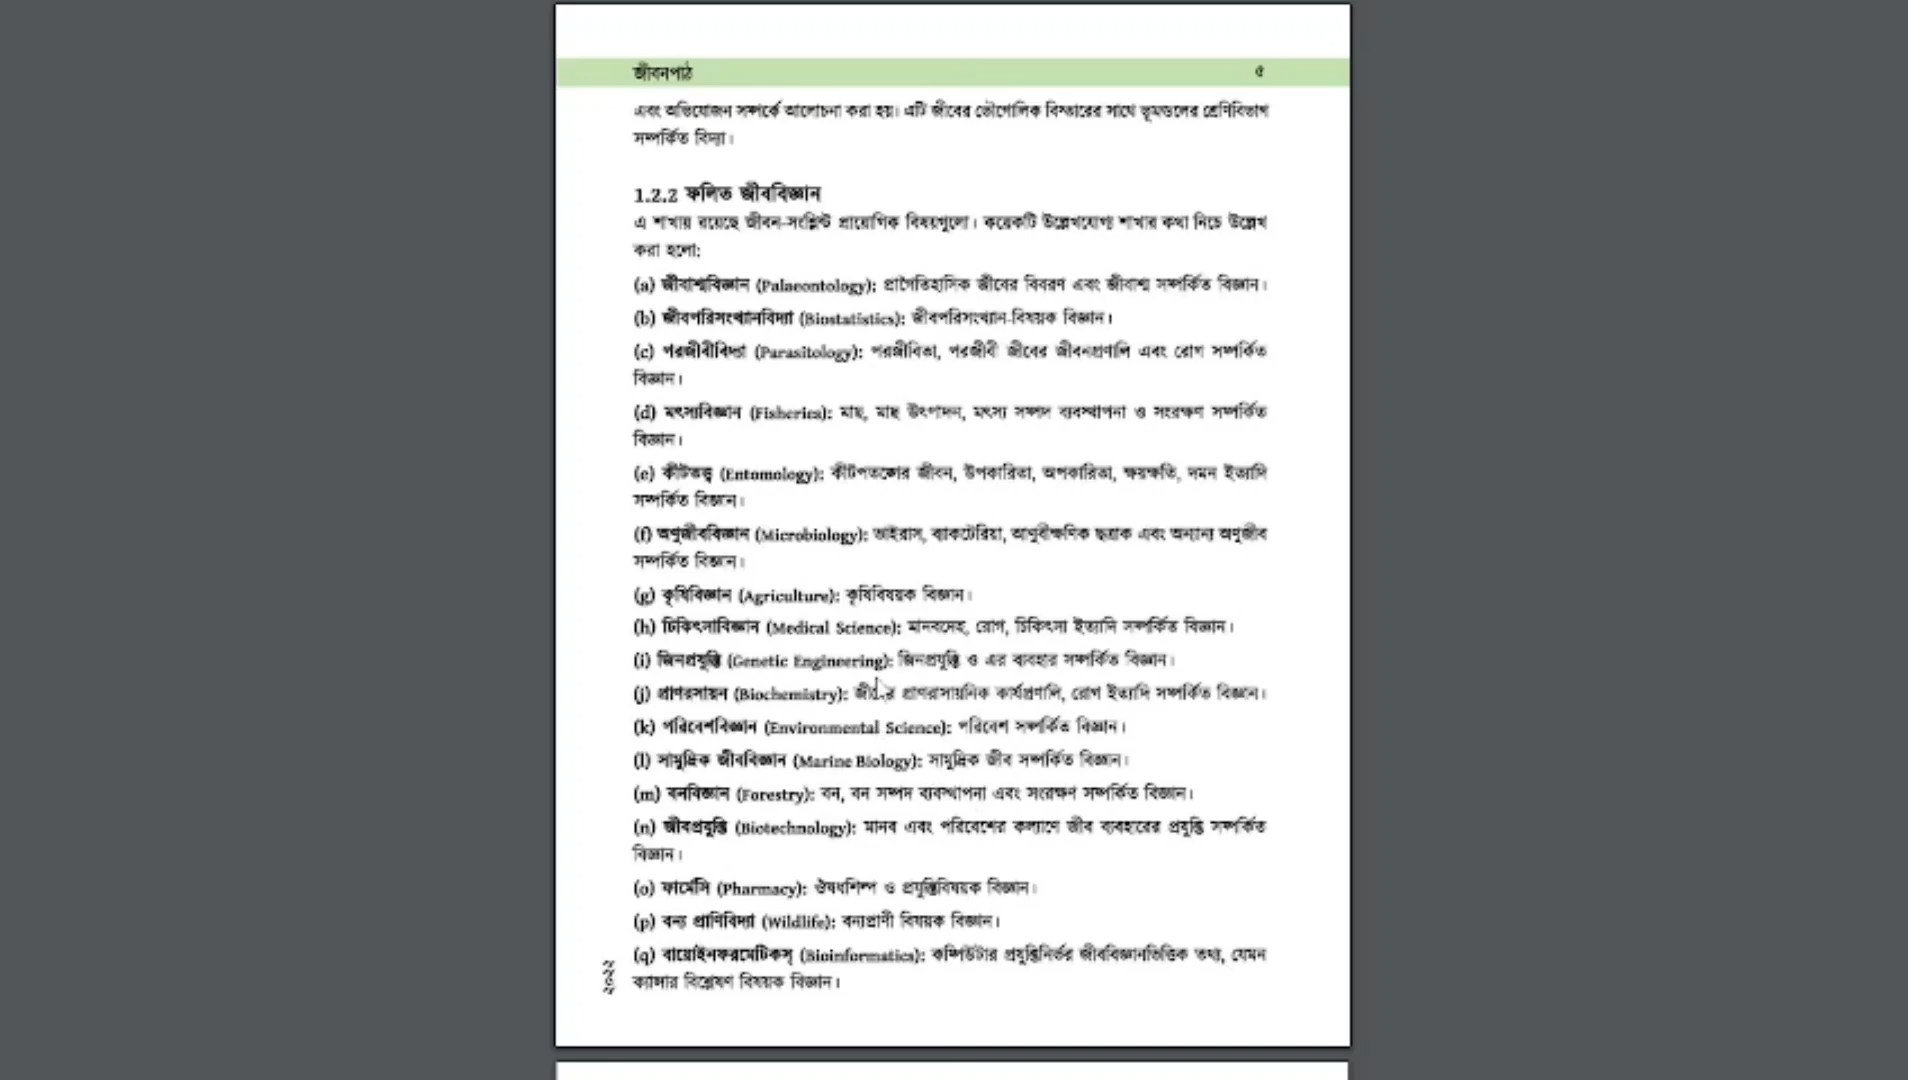 জীবনপাঠ ৫
এবং অভিযোজন সম্পর্কে আলোচনা করা হয়। এটি জীবের ভৌগোলিক বিস্তারের সাথে ভূমণ্ডলের শ্রেণিবিভাগ
সম্পর্কিত বিদ্যা।
1.2.2 ফলিত জীববিজ্ঞান
এ শাখায় রয়েছে জীবন-সংশ্লিষ্ট প্রায়োগিক বিষয়গুলো। কয়েকটি উল্লেখযোগ্য শাখার কথা নিচে উল্লেখ
করা হলো:
(a) জীবাশ্মবিজ্ঞান (Palaeontology): প্রাগৈতিহাসিক জীবের বিবরণ এবং জীবাশ্ম সম্পর্কিত বিজ্ঞান।
(b) জীবপরিসংখ্যানবিদ্যা (Biostatistics): জীবপরিসংখ্যান-বিষয়ক বিজ্ঞান।
(c) পরজীবীবিদ্যা (Parasitology): পরজীবিতা, পরজীবী জীবের জীবনপ্রণালি এবং রোগ সম্পর্কিত
বিজ্ঞান।
(d) মৎস্যবিজ্ঞান (Fisheries): মাছ, মাছ উৎপাদন, মৎস্য সম্পদ ব্যবস্থাপনা ও সংরক্ষণ সম্পর্কিত
বিজ্ঞান।
(e) কীটতত্ত্ব (Entomology): কীটপতঙ্গের জীবন, উপকারিতা, অপকারিতা, ক্ষয়ক্ষতি, দমন ইত্যাদি
সম্পর্কিত বিজ্ঞান।
(f) অণুজীববিজ্ঞান (Microbiology): ভাইরাস, ব্যাকটেরিয়া, আণুবীক্ষণিক ছত্রাক এবং অন্যান্য অণুজীব
সম্পর্কিত বিজ্ঞান।
(g) কৃষিবিজ্ঞান (Agriculture): কৃষিবিষয়ক বিজ্ঞান।
(h) চিকিৎসাবিজ্ঞান (Medical Science): মানবদেহ, রোগ, চিকিৎসা ইত্যাদি সম্পর্কিত বিজ্ঞান।
(i) জিনপ্রযুক্তি (Genetic Engineering): জিনপ্রযুক্তি ও এর ব্যবহার সম্পর্কিত বিজ্ঞান।
(j) প্রাণরসায়ন (Biochemistry): জীবের প্রাণরাসায়নিক কার্যপ্রণালি, রোগ ইত্যাদি সম্পর্কিত বিজ্ঞান।
(k) পরিবেশবিজ্ঞান (Environmental Science): পরিবেশ সম্পর্কিত বিজ্ঞান।
(l) সামুদ্রিক জীববিজ্ঞান (Marine Biology): সামুদ্রিক জীব সম্পর্কিত বিজ্ঞান।
(m) বনবিজ্ঞান (Forestry): বন, বন সম্পদ ব্যবস্থাপনা এবং সংরক্ষণ সম্পর্কিত বিজ্ঞান।
(n) জীবপ্রযুক্তি (Biotechnology): মানব এবং পরিবেশের কল্যাণে জীব ব্যবহারের প্রযুক্তি সম্পর্কিত
বিজ্ঞান।
(o) ফার্মেসি (Pharmacy): ঔষধশিল্প ও প্রযুক্তিবিষয়ক বিজ্ঞান।
(p) বন্য প্রাণিবিদ্যা (Wildlife): বন্যপ্রাণী বিষয়ক বিজ্ঞান।
(q) বায়োইনফরমেটিকস্ (Bioinformatics): কম্পিউটার প্রযুক্তিনির্ভর জীববিজ্ঞানভিত্তিক তথ্য, যেমন
ক্যান্সার বিশ্লেষণ বিষয়ক বিজ্ঞান।